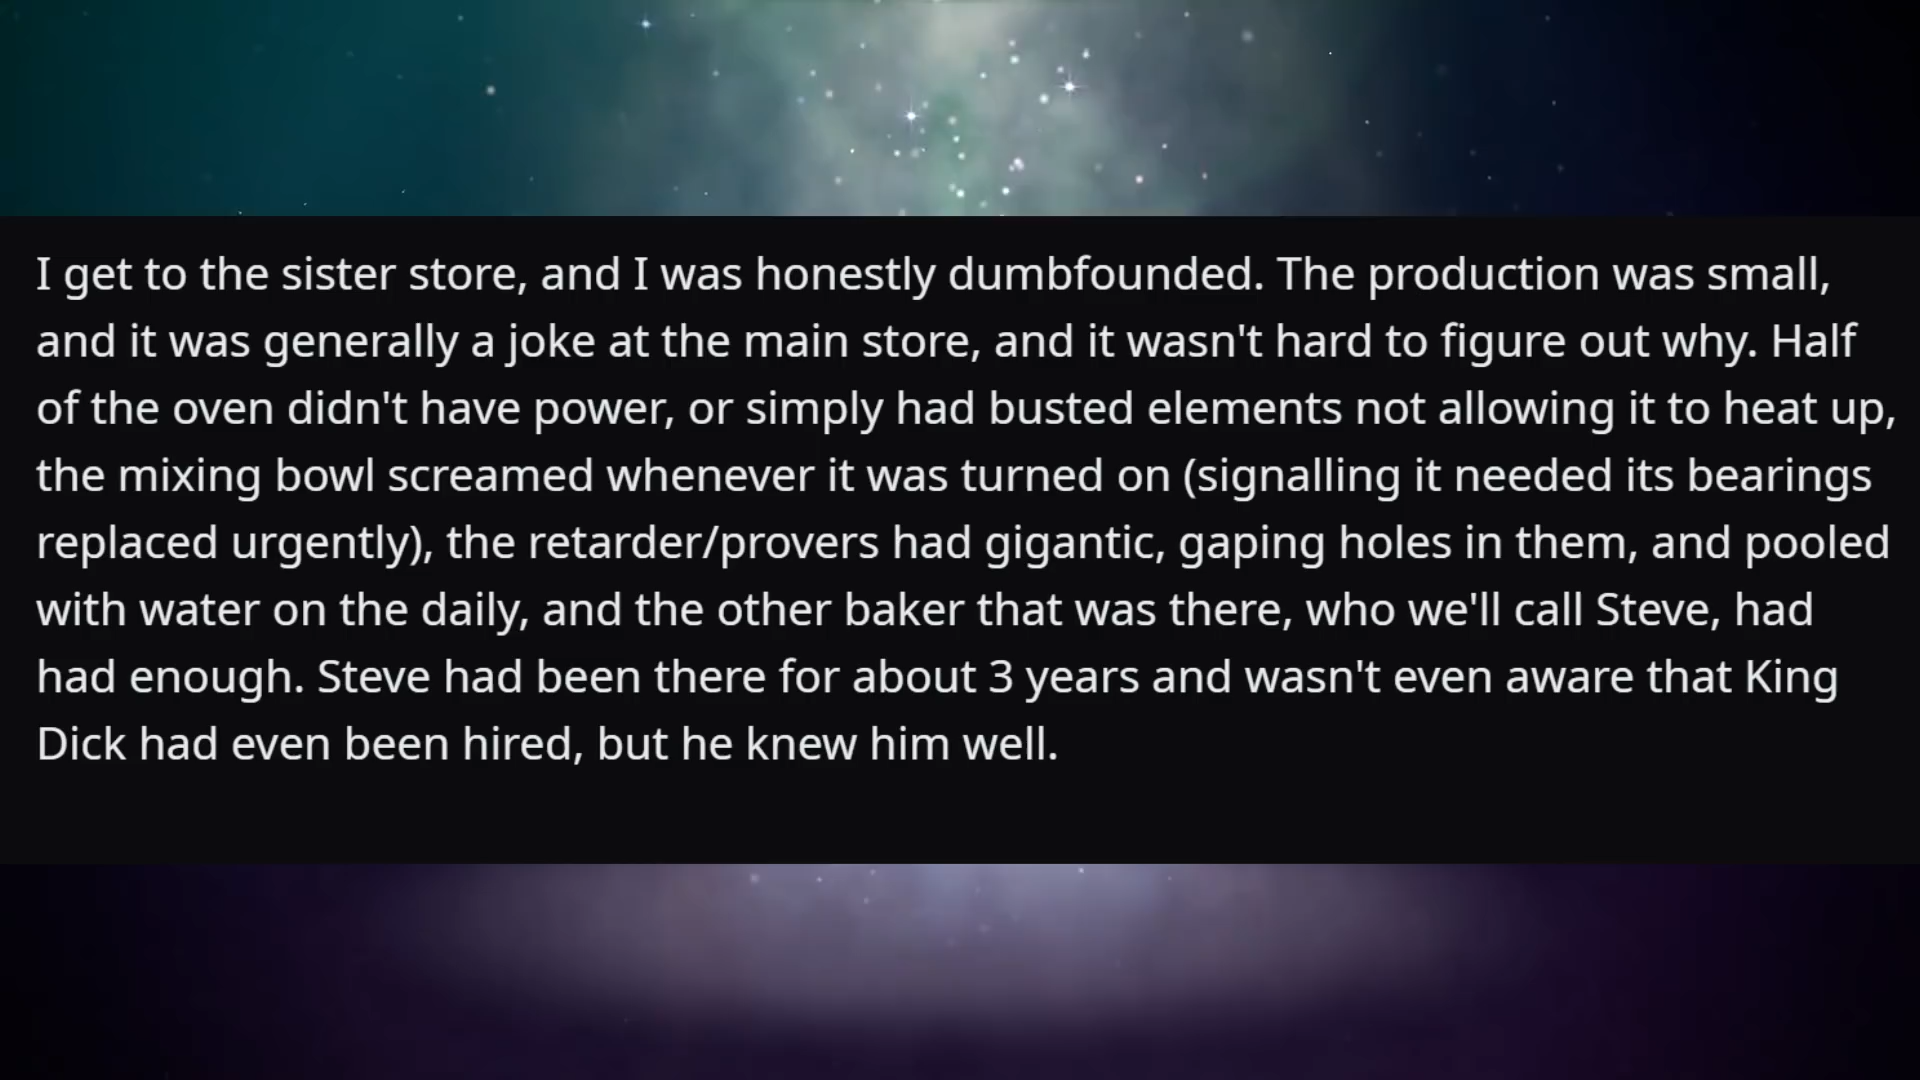 I get to the sister store, and I was honestly dumbfounded. The production was small,
and it was generally a joke at the main store, and it wasn't hard to figure out why. Half
of the oven didn't have power, or simply had busted elements not allowing it to heat up,
the mixing bowl screamed whenever it was turned on (signalling it needed its bearings
replaced urgently), the retarder/provers had gigantic, gaping holes in them, and pooled
with water on the daily, and the other baker that was there, who we'll call Steve, had
had enough. Steve had been there for about 3 years and wasn't even aware that King
Dick had even been hired, but he knew him well.